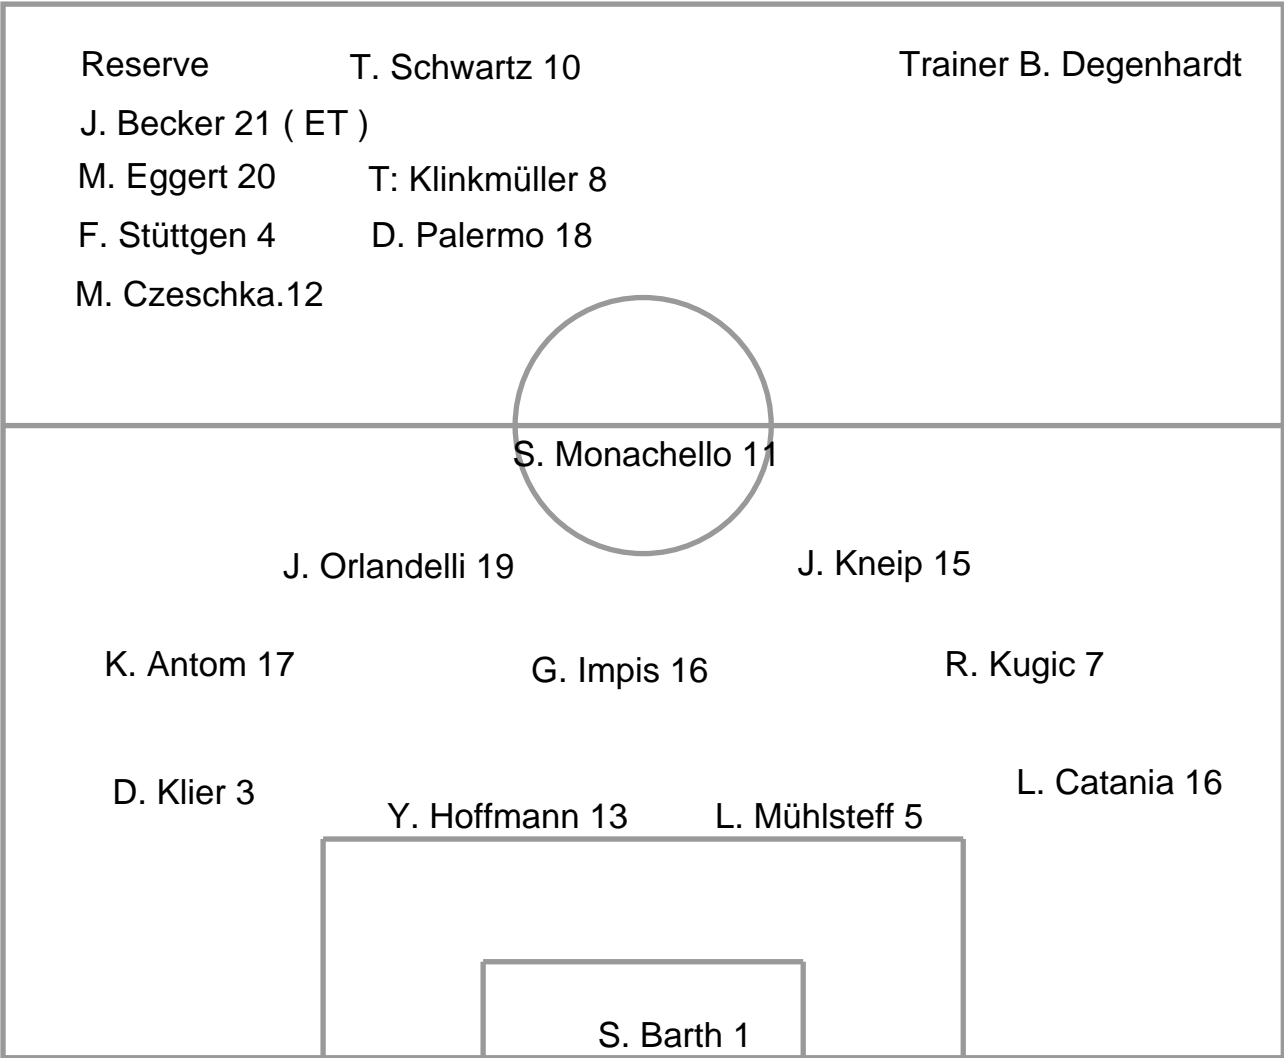 Reserve
T. Schwartz 10
Trainer B. Degenhardt
J. Becker 21 ( ET )
M. Eggert 20
T: Klinkmüller 8
F. Stüttgen 4
D. Palermo 18
M. Czeschka.12
S. Monachello 11
J. Orlandelli 19
J. Kneip 15
K. Antom 17
G. Impis 16
R. Kugic 7
D. Klier 3
L. Catania 16
Y. Hoffmann 13
L. Mühlsteff 5
S. Barth 1